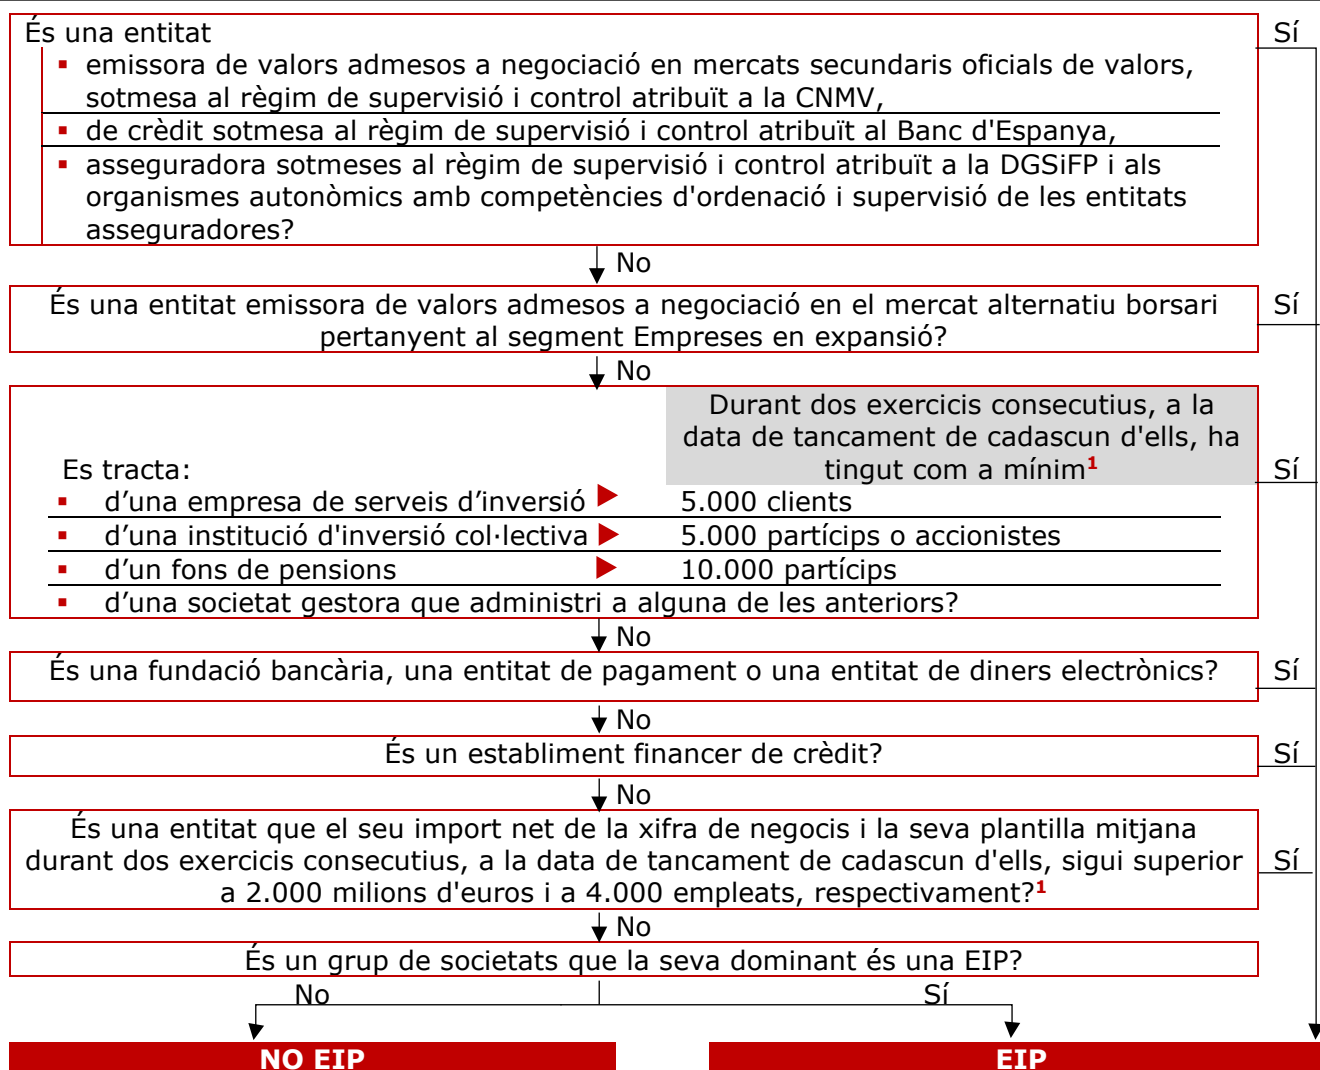 És una entitat
Sí
▪ emissora de valors admesos a negociació en mercats secundaris oficials de valors,
sotmesa al règim de supervisió i control atribuït a la CNMV,
▪ de crèdit sotmesa al règim de supervisió i control atribuït al Banc d'Espanya,
▪ asseguradora sotmeses al règim de supervisió i control atribuït a la DGSiFP i als
organismes autonòmics amb competències d'ordenació i supervisió de les entitats
asseguradores?
No
És una entitat emissora de valors admesos a negociació en el mercat alternatiu borsari
pertanyent al segment Empreses en expansió?
Sí
No
Durant dos exercicis consecutius, a la
data de tancament de cadascun d'ells, ha
tingut com a mínim¹
Es tracta:
Sí
▪ d’una empresa de serveis d’inversió ▶ 5.000 clients
▪ d’una institució d'inversió col·lectiva ▶ 5.000 partícips o accionistes
▪ d’un fons de pensions ▶ 10.000 partícips
▪ d’una societat gestora que administri a alguna de les anteriors?
No
És una fundació bancària, una entitat de pagament o una entitat de diners electrònics?
Sí
No
És un establiment financer de crèdit?
Sí
No
És una entitat que el seu import net de la xifra de negocis i la seva plantilla mitjana
durant dos exercicis consecutius, a la data de tancament de cadascun d'ells, sigui superior
a 2.000 milions d'euros i a 4.000 empleats, respectivament?¹
Sí
No
És un grup de societats que la seva dominant és una EIP?
No
Sí
NO EIP
EIP